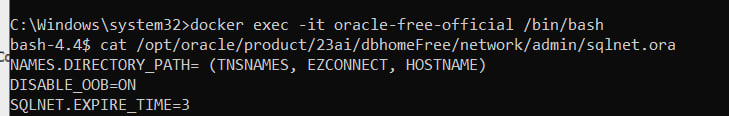 C:\Windows\system32>docker exec -it oracle-free-official /bin/bash
bash-4.4$ cat /opt/oracle/product/23ai/dbhomeFree/network/admin/sqlnet.ora
NAMES.DIRECTORY_PATH= (TNSNAMES, EZCONNECT, HOSTNAME)
DISABLE_OOB=ON
SQLNET.EXPIRE_TIME=3